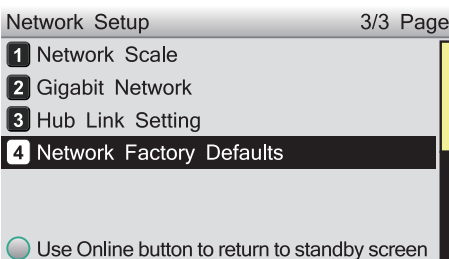 Network Setup 3/3 Page
1 Network Scale
2 Gigabit Network
3 Hub Link Setting
4 Network Factory Defaults
Use Online button to return to standby screen